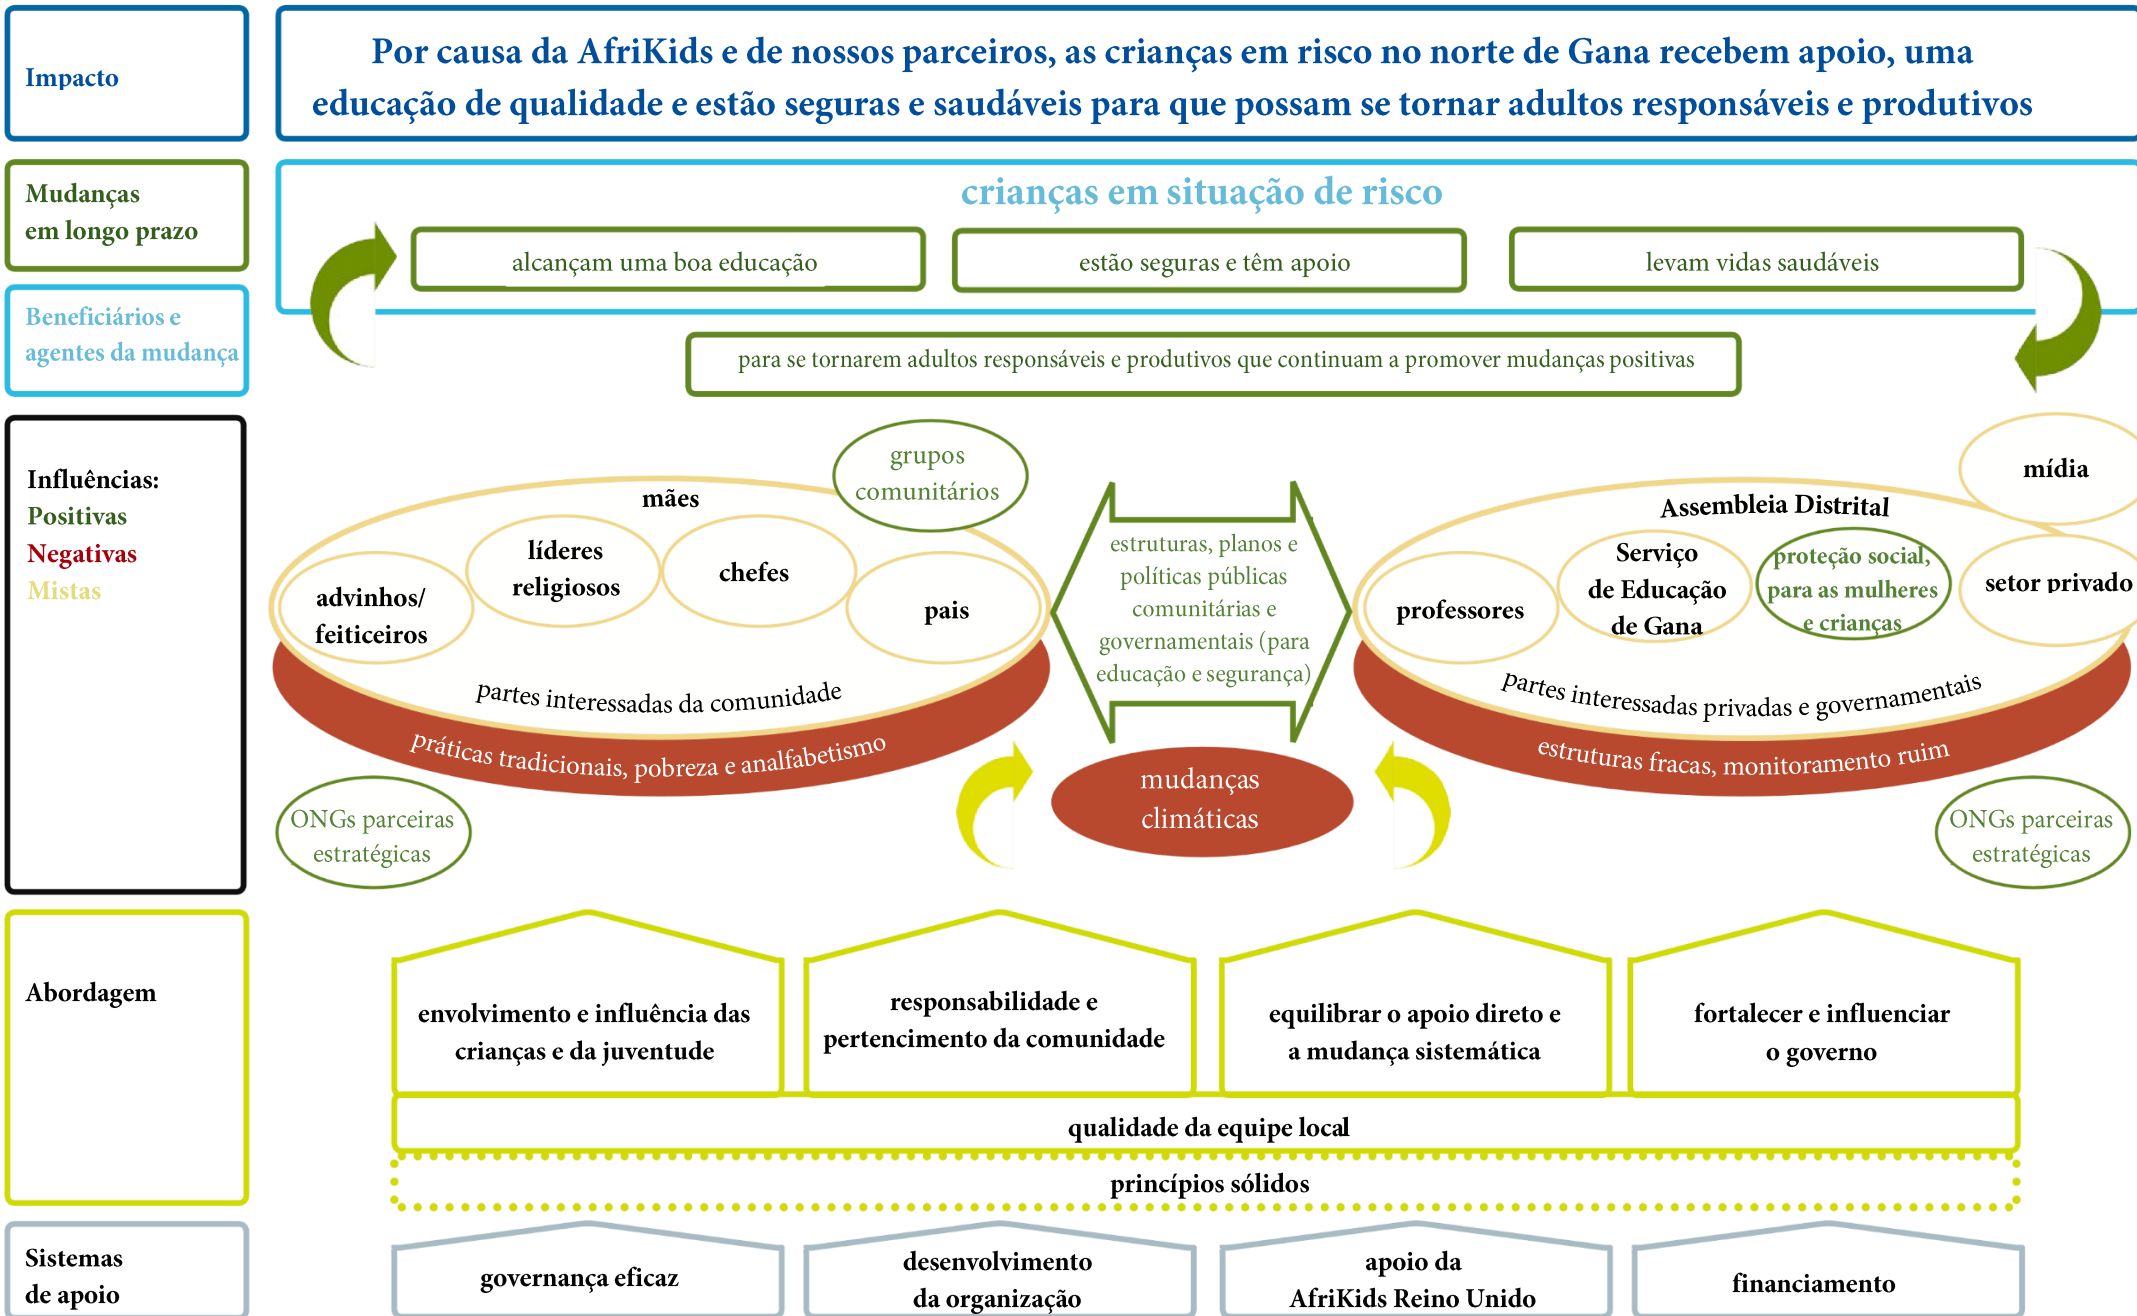 Impacto
Por causa da AfriKids e de nossos parceiros, as crianças em risco no norte de Gana recebem apoio, uma
educação de qualidade e estão seguras e saudáveis para que possam se tornar adultos responsáveis e produtivos
Mudanças
em longo prazo
crianças em situação de risco
alcançam uma boa educação
estão seguras e têm apoio
levam vidas saudáveis
Beneficiários e
agentes da mudança
para se tornarem adultos responsáveis e produtivos que continuam a promover mudanças positivas
Influências:
Positivas
Negativas
Mistas
grupos
comunitários
mães
advinhos/
feiticeiros
líderes
religiosos
chefes
pais
partes interessadas da comunidade
práticas tradicionais, pobreza e analfabetismo
ONGs parceiras
estratégicas
estruturas, planos e
políticas públicas
comunitárias e
governamentais (para
educação e segurança)
mudanças
climáticas
mídia
Assembleia Distrital
professores
Serviço
de Educação
de Gana
proteção social,
para as mulheres
e crianças
setor privado
partes interessadas privadas e governamentais
estruturas fracas, monitoramento ruim
ONGs parceiras
estratégicas
Abordagem
envolvimento e influência das
crianças e da juventude
responsabilidade e
pertencimento da comunidade
equilibrar o apoio direto e
a mudança sistemática
fortalecer e influenciar
o governo
qualidade da equipe local
princípios sólidos
Sistemas
de apoio
governança eficaz
desenvolvimento
da organização
apoio da
AfriKids Reino Unido
financiamento